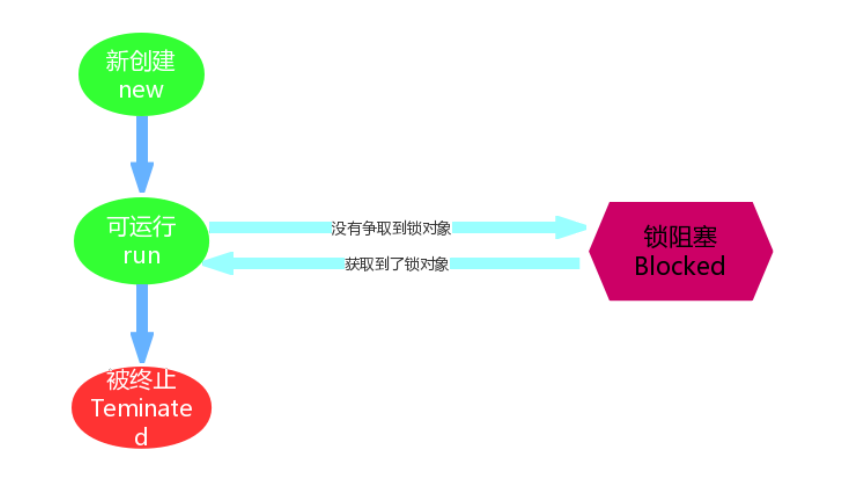 新创建
new
可运行
run
没有争取到锁对象
获取到了锁对象
锁阻塞
Blocked
被终止
Teminate
d